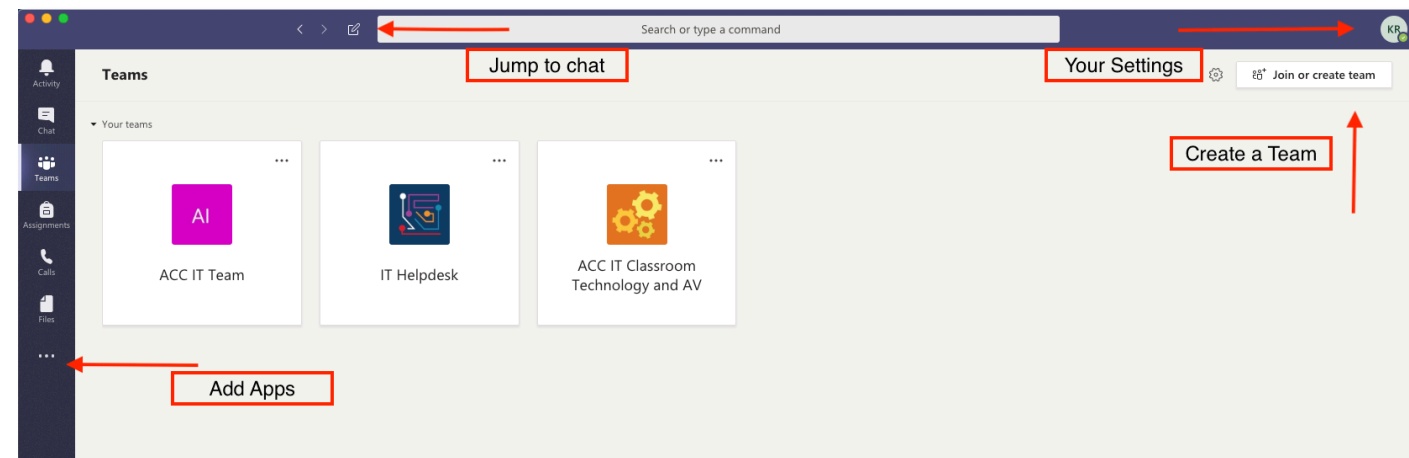 Search or type a command
KR
Jump to chat
Your Settings
Activity
Teams
Join or create team
Chat
Your teams
Create a Team
Teams
AI
Assignments
Calls
ACC IT Team
IT Helpdesk
ACC IT Classroom
Technology and AV
Files
Add Apps